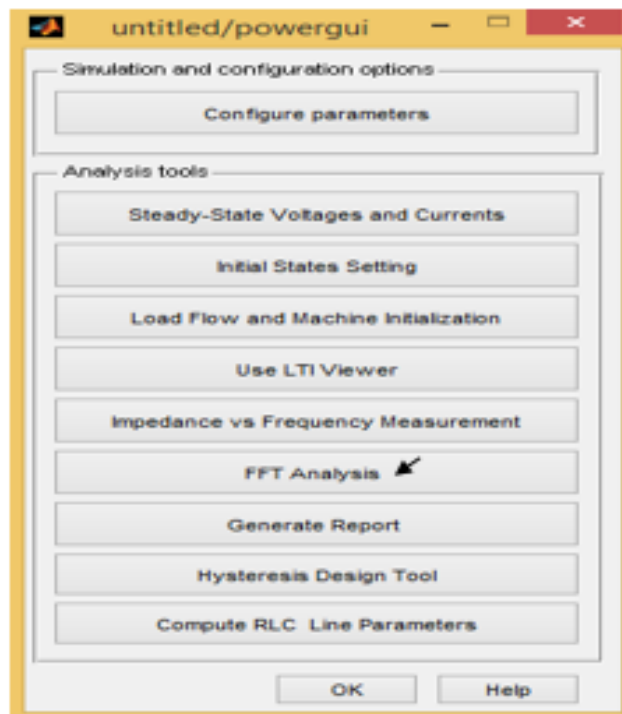 untitled/powergui
Simulation and configuration options
Configure parameters
Analysis tools
Steady-State Voltages and Currents
Initial States Setting
Load Flow and Machine Initialization
Use LTI Viewer
Impedance vs Frequency Measurement
FFT Analysis
Generate Report
Hysteresis Design Tool
Compute RLC Line Parameters
OK Help